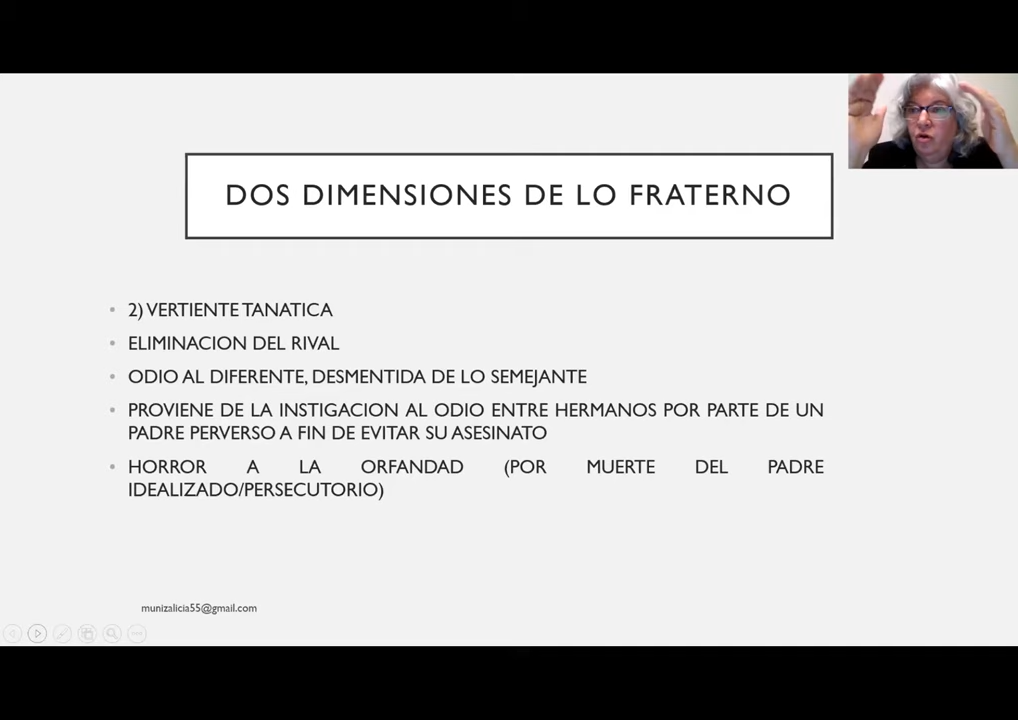 DOS DIMENSIONES DE LO FRATERNO
• 2) VERTIENTE TANATICA
• ELIMINACION DEL RIVAL
• ODIO AL DIFERENTE, DESMENTIDA DE LO SEMEJANTE
• PROVIENE DE LA INSTIGACION AL ODIO ENTRE HERMANOS POR PARTE DE UN
PADRE PERVERSO A FIN DE EVITAR SU ASESINATO
• HORROR A LA ORFANDAD (POR MUERTE DEL PADRE
IDEALIZADO/PERSECUTORIO)
munizalicia55@gmail.com